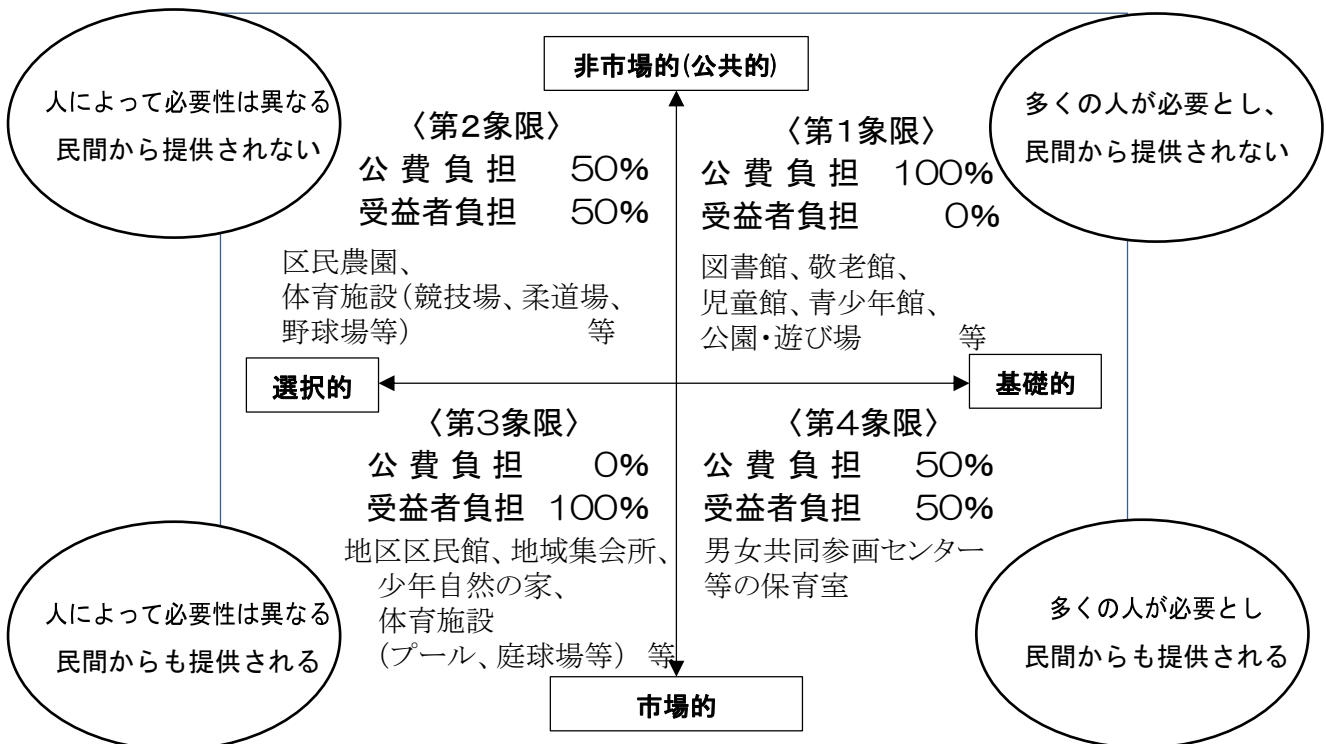 非市場的(公共的)
人によって必要性は異なる
民間から提供されない
〈第2象限〉
公費負担 50%
受益者負担 50%
区民農園、
体育施設(競技場、柔道場、
野球場等) 等
〈第1象限〉
公費負担 100%
受益者負担 0%
図書館、敬老館、
児童館、青少年館、
公園・遊び場 等
多くの人が必要とし、
民間から提供されない
選択的
基礎的
〈第3象限〉
公費負担 0%
受益者負担 100%
地区区民館、地域集会所、
少年自然の家、
体育施設
(プール、庭球場等) 等
人によって必要性は異なる
民間からも提供される
〈第4象限〉
公費負担 50%
受益者負担 50%
男女共同参画センター
等の保育室
多くの人が必要とし
民間からも提供される
市場的